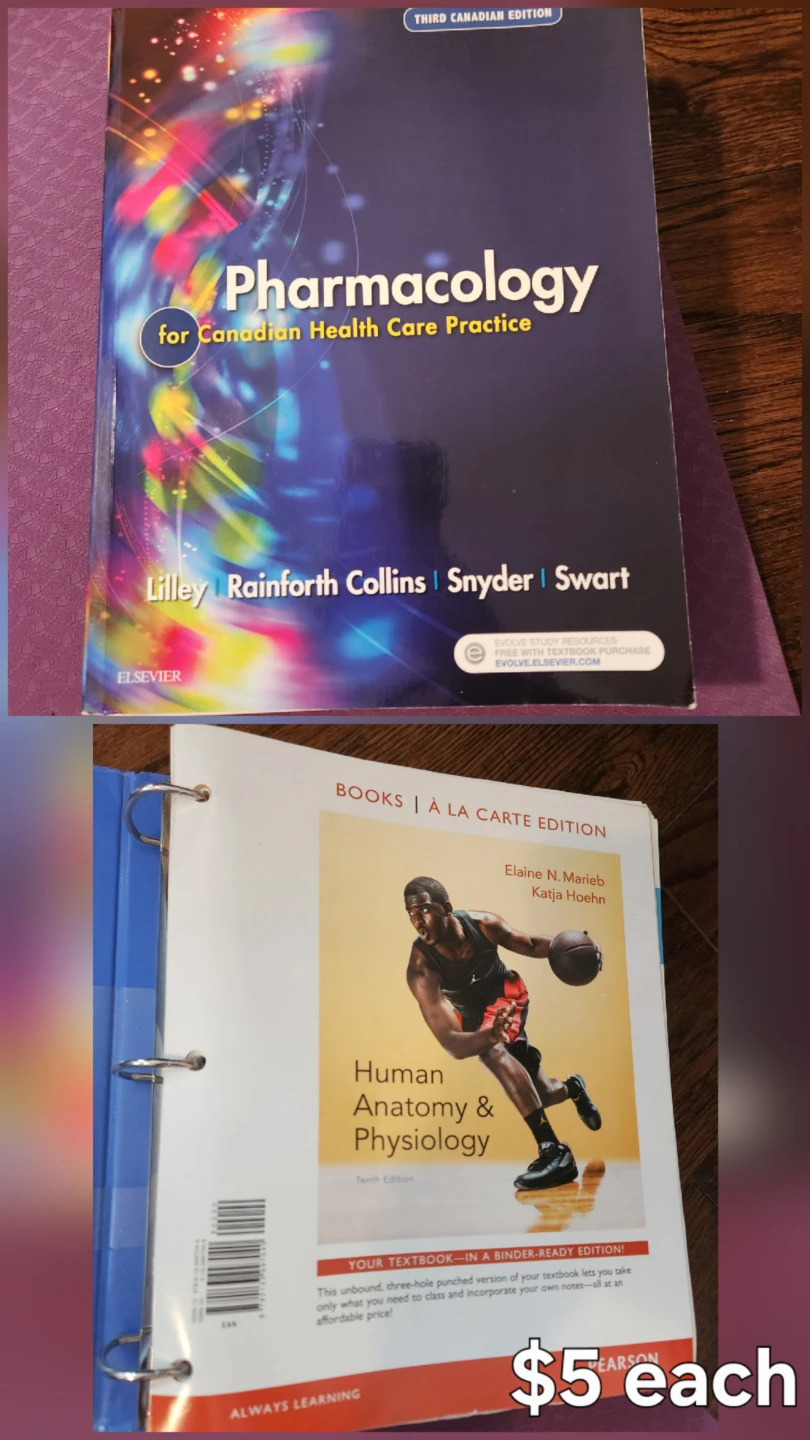 THIRD CANADIAN EDITION
Pharmacology
for Canadian Health Care Practice
Lilley | Rainforth Collins | Snyder | Swart
EVOLVE STUDY RESOURCES
FREE WITH TEXTBOOK PURCHASE
EVOLVE.ELSEVIER.COM
ELSEVIER
BOOKS | À LA CARTE EDITION
Elaine N. Marieb
Katja Hoehn
Human
Anatomy &
Physiology
Tenth Edition
YOUR TEXTBOOK—IN A BINDER-READY EDITION!
This unbound, three-hole punched version of your textbook lets you take
only what you need to class and incorporate your own notes—all at an
affordable price!
EAN
PEARSON
$5 each
ALWAYS LEARNING